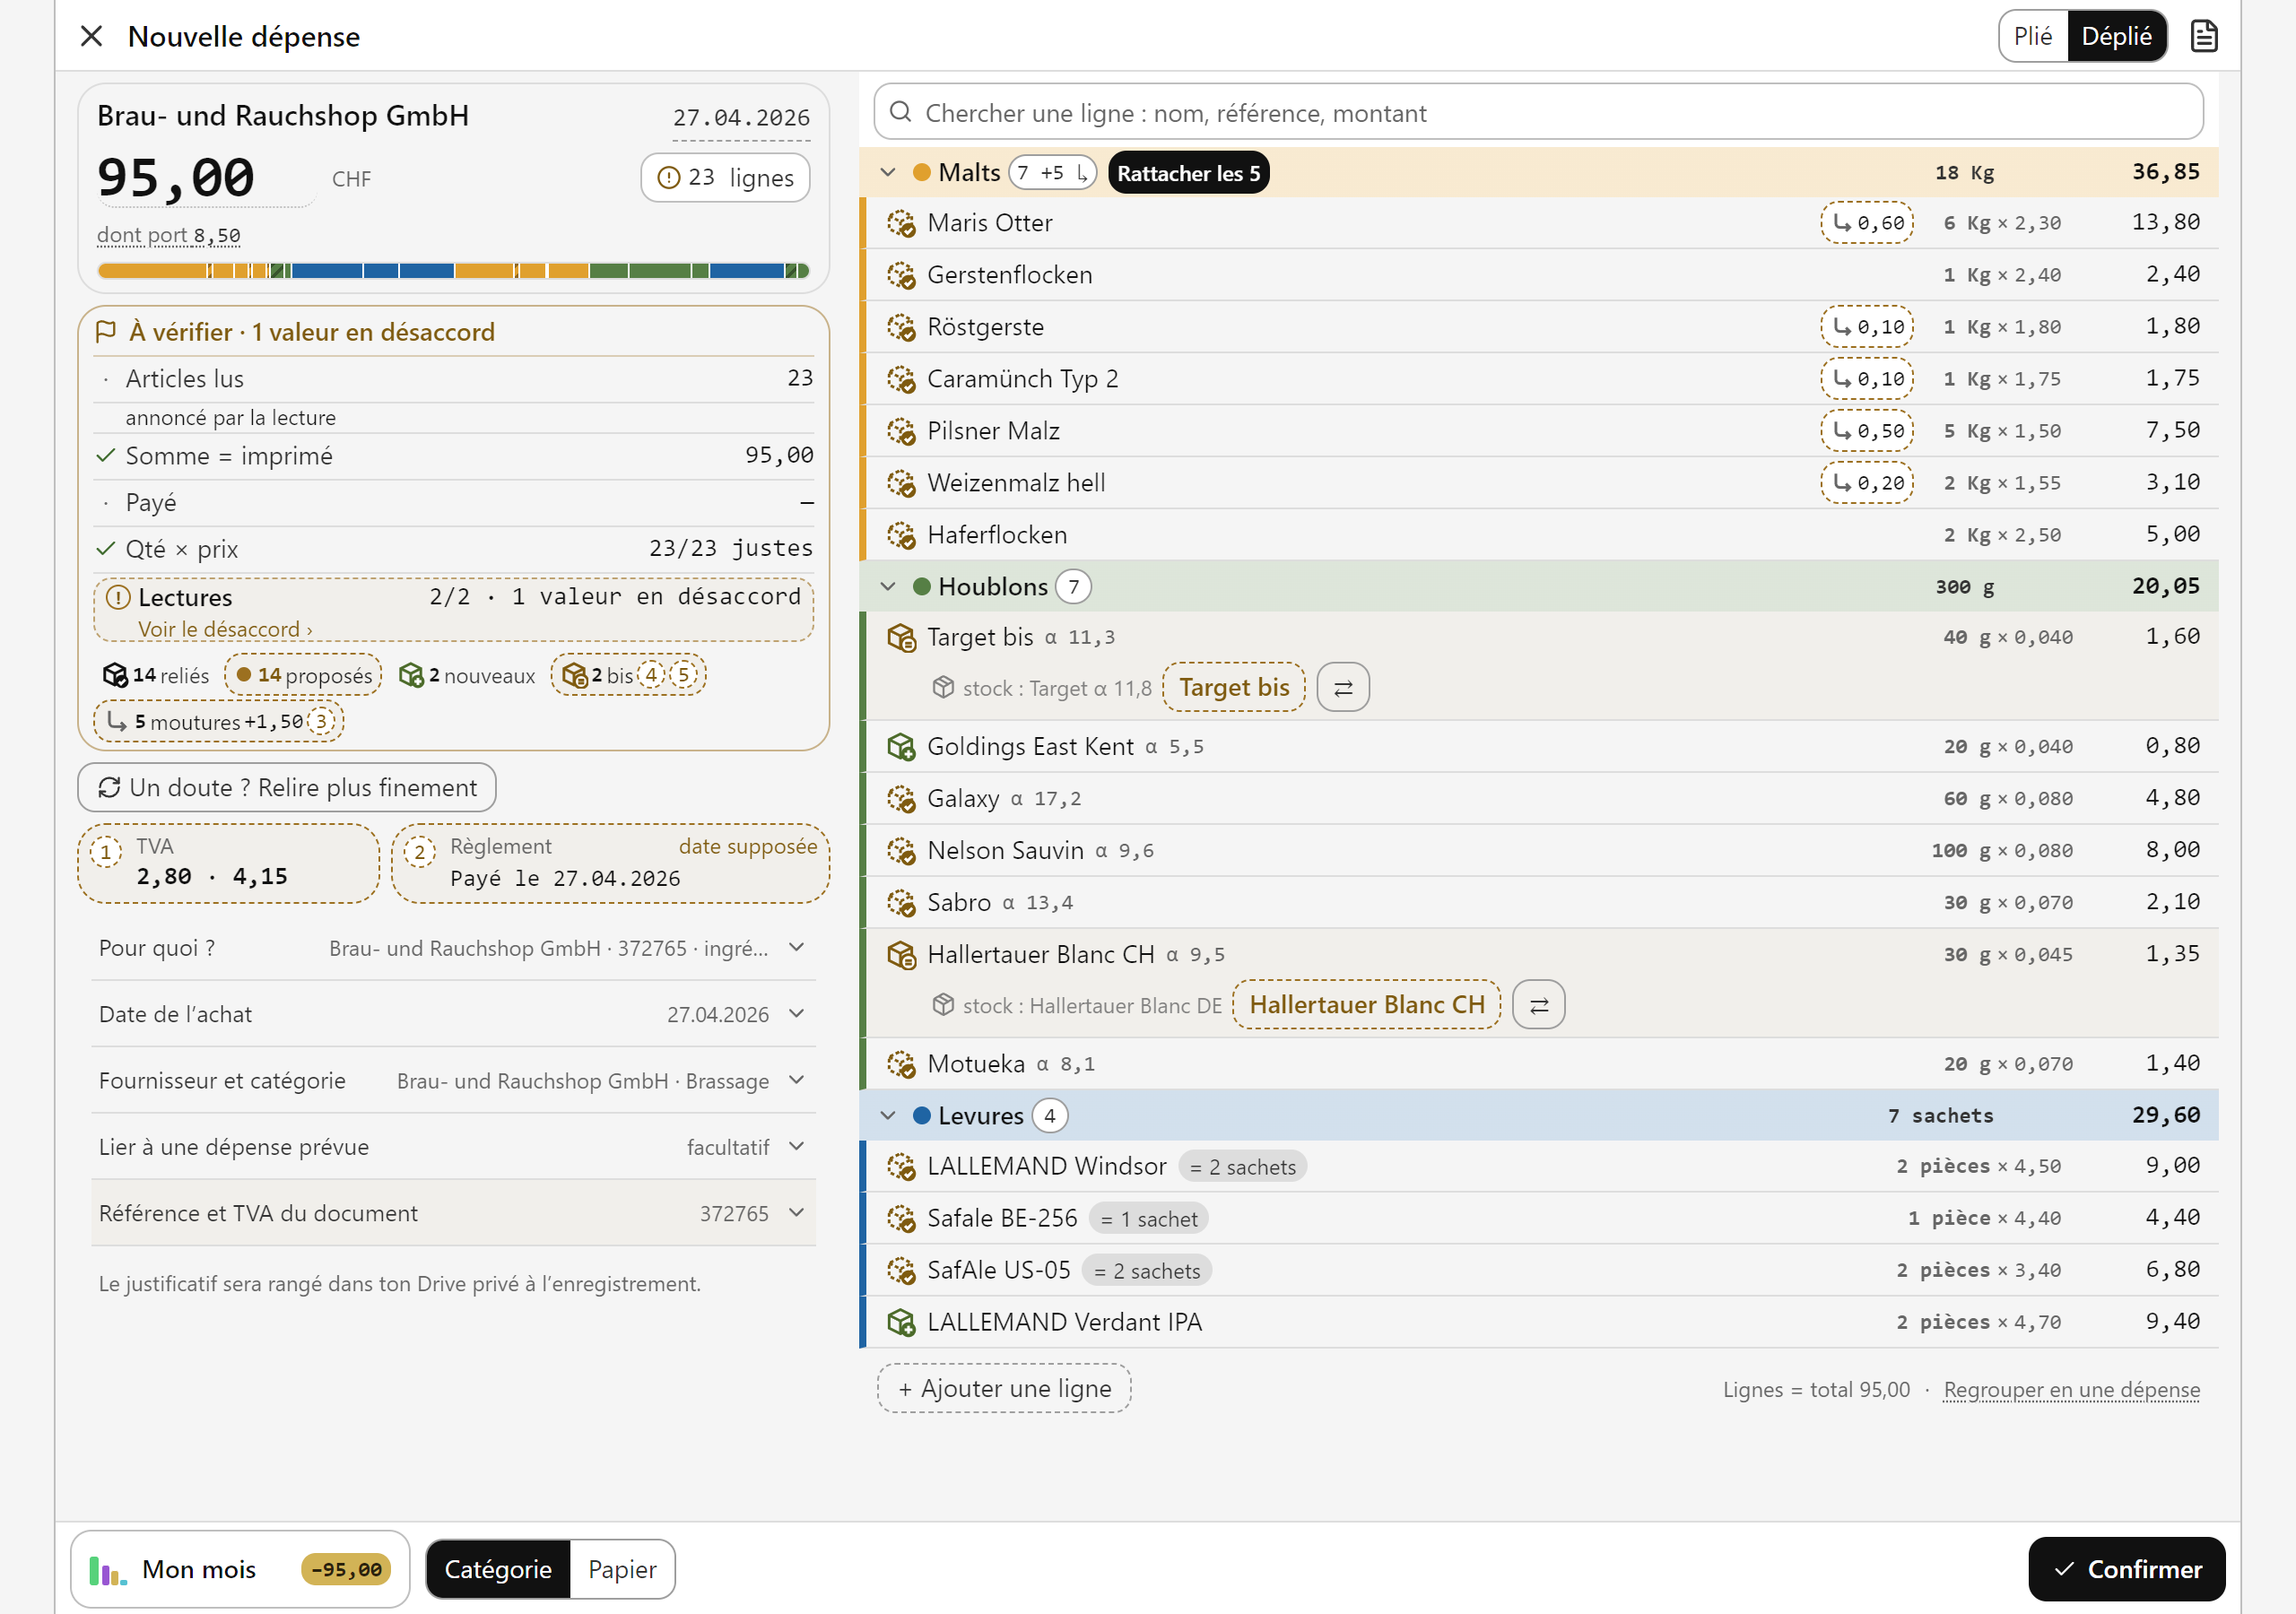 Nouvelle dépense
Plié Déplié
Brau- und Rauchshop GmbH 27.04.2026
95,00 CHF 23 lignes
dont port 8,50
À vérifier · 1 valeur en désaccord
· Articles lus 23
annoncé par la lecture
Somme = imprimé 95,00
· Payé –
Qté × prix 23/23 justes
Lectures 2/2 · 1 valeur en désaccord
Voir le désaccord ›
14 reliés 14 proposés 2 nouveaux 2 bis 4 5
5 moutures +1,50 3
Un doute ? Relire plus finement
1 TVA
2,80 · 4,15
2 Règlement date supposée
Payé le 27.04.2026
Pour quoi ? Brau- und Rauchshop GmbH · 372765 · ingré...
Date de l’achat 27.04.2026
Fournisseur et catégorie Brau- und Rauchshop GmbH · Brassage
Lier à une dépense prévue facultatif
Référence et TVA du document 372765
Le justificatif sera rangé dans ton Drive privé à l’enregistrement.
Chercher une ligne : nom, référence, montant
Malts 7 +5 Rattacher les 5 18 Kg 36,85
Maris Otter 0,60 6 Kg × 2,30 13,80
Gerstenflocken 1 Kg × 2,40 2,40
Röstgerste 0,10 1 Kg × 1,80 1,80
Caramünch Typ 2 0,10 1 Kg × 1,75 1,75
Pilsner Malz 0,50 5 Kg × 1,50 7,50
Weizenmalz hell 0,20 2 Kg × 1,55 3,10
Haferflocken 2 Kg × 2,50 5,00
Houblons 7 300 g 20,05
Target bis α 11,3 40 g × 0,040 1,60
stock : Target α 11,8 Target bis ⇄
Goldings East Kent α 5,5 20 g × 0,040 0,80
Galaxy α 17,2 60 g × 0,080 4,80
Nelson Sauvin α 9,6 100 g × 0,080 8,00
Sabro α 13,4 30 g × 0,070 2,10
Hallertauer Blanc CH α 9,5 30 g × 0,045 1,35
stock : Hallertauer Blanc DE Hallertauer Blanc CH ⇄
Motueka α 8,1 20 g × 0,070 1,40
Levures 4 7 sachets 29,60
LALLEMAND Windsor = 2 sachets 2 pièces × 4,50 9,00
Safale BE-256 = 1 sachet 1 pièce × 4,40 4,40
SafAle US-05 = 2 sachets 2 pièces × 3,40 6,80
LALLEMAND Verdant IPA 2 pièces × 4,70 9,40
+ Ajouter une ligne Lignes = total 95,00 · Regrouper en une dépense
Mon mois −95,00 Catégorie Papier Confirmer